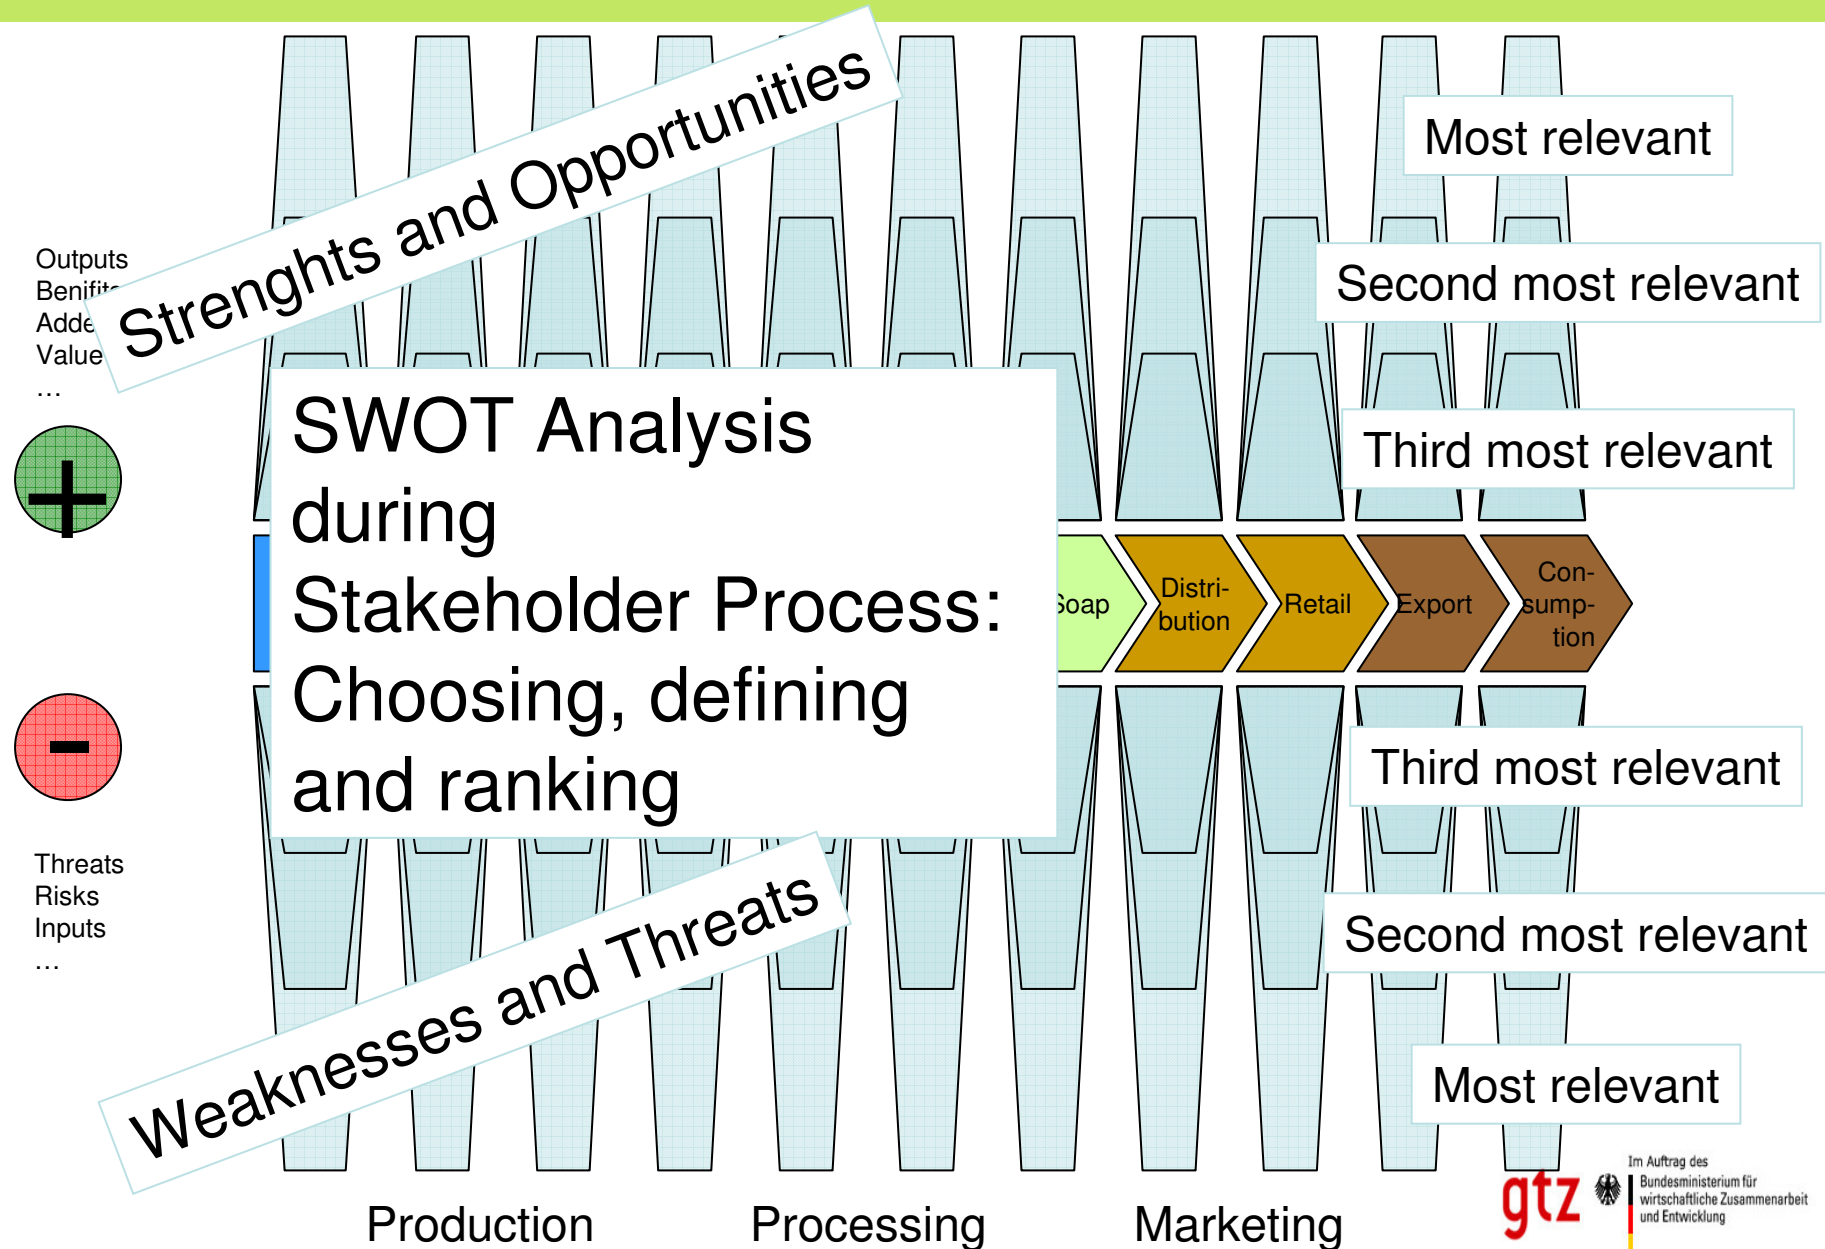 Strenghts and Opportunities
Most relevant
Second most relevant
Third most relevant
Outputs
Value
…
+
SWOT Analysis
during
Stakeholder Process:
Choosing, defining
and ranking
Soap
Distri-
bution
Retail
Export
Con-
sump-
tion
-
Third most relevant
Second most relevant
Most relevant
Threats
Risks
Inputs
…
Weaknesses and Threats
Production
Processing
Marketing
gtz
Im Auftrag des
Bundesministerium für
wirtschaftliche Zusammenarbeit
und Entwicklung